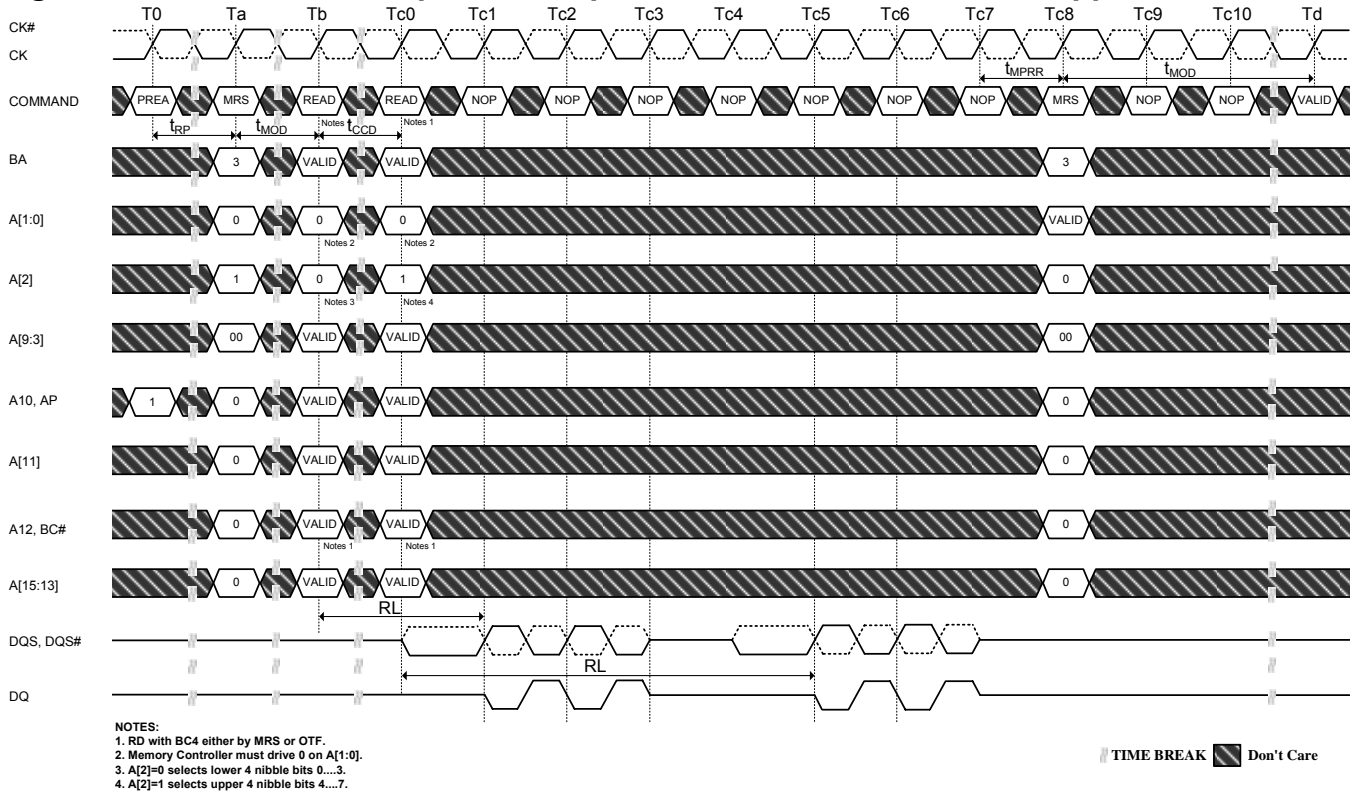 T0 Ta Tb Tc0 Tc1 Tc2 Tc3 Tc4 Tc5 Tc6 Tc7 Tc8 Tc9 Tc10 Td
CK#
CK
tMPRR tMOD
COMMAND PREA MRS READ READ NOP NOP NOP NOP NOP NOP NOP MRS NOP NOP VALID
Notes 1 Notes 1
tRP tMOD tCCD
BA 3 VALID VALID 3
A[1:0] 0 0 0 VALID
Notes 2 Notes 2
A[2] 1 0 1 0
Notes 3 Notes 4
A[9:3] 00 VALID VALID 00
A10, AP 1 0 VALID VALID 0
A[11] 0 VALID VALID 0
A12, BC# 0 VALID VALID 0
Notes 1 Notes 1
A[15:13] 0 VALID VALID 0
RL
DQS, DQS#
RL
DQ
NOTES:
1. RD with BC4 either by MRS or OTF.
2. Memory Controller must drive 0 on A[1:0].
3. A[2]=0 selects lower 4 nibble bits 0....3.
4. A[2]=1 selects upper 4 nibble bits 4....7.
TIME BREAK Don't Care